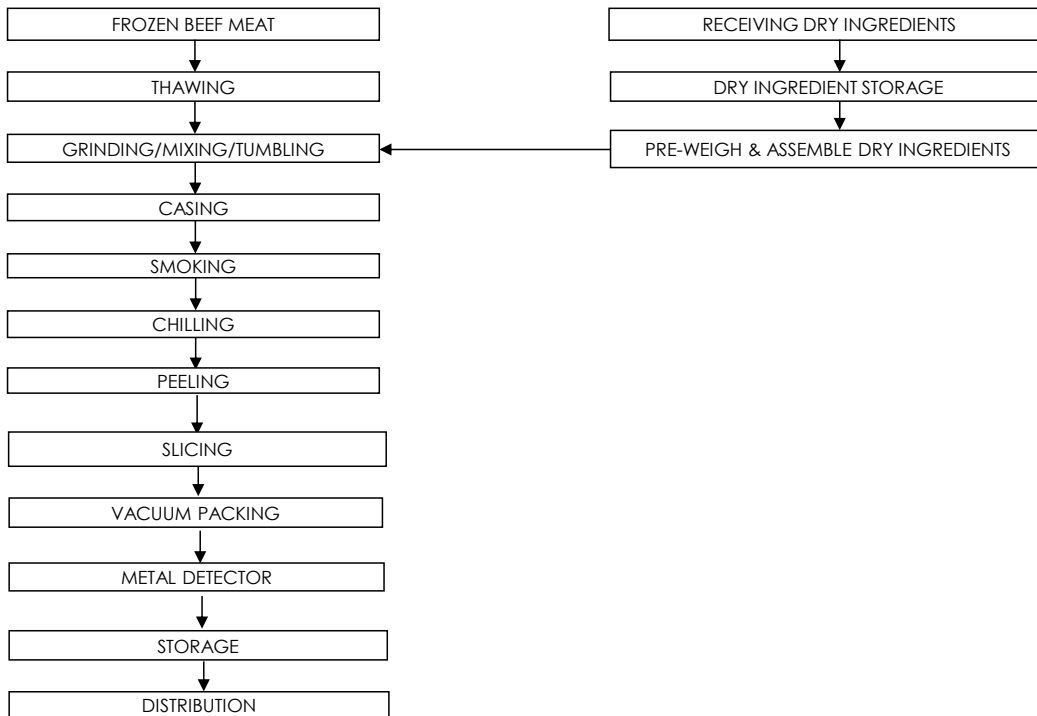 FROZEN BEEF MEAT
THAWING
GRINDING/MIXING/TUMBLING
CASING
SMOKING
CHILLING
PEELING
SLICING
VACUUM PACKING
METAL DETECTOR
STORAGE
DISTRIBUTION
RECEIVING DRY INGREDIENTS
DRY INGREDIENT STORAGE
PRE-WEIGH & ASSEMBLE DRY INGREDIENTS